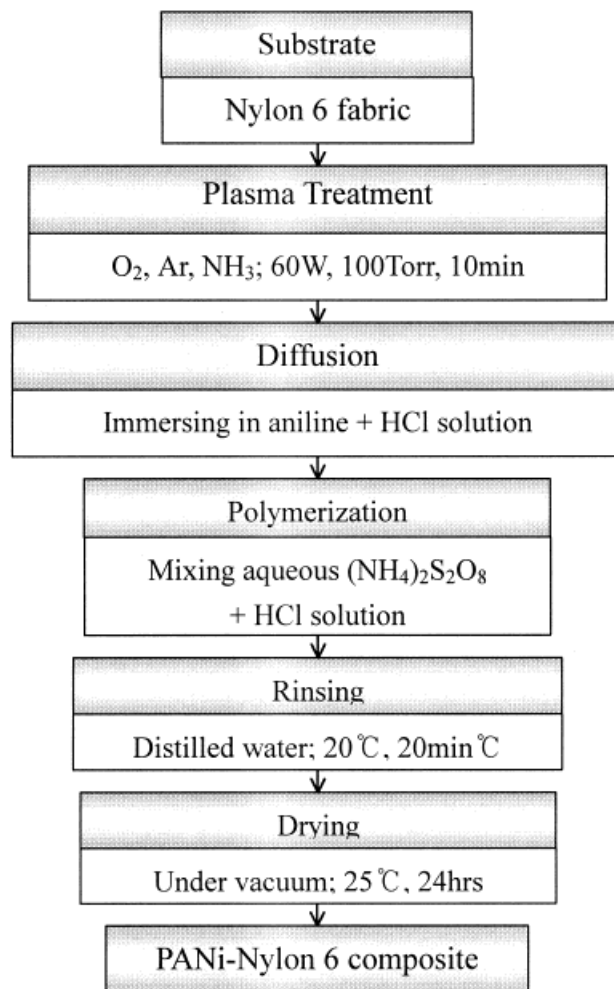 Substrate
Nylon 6 fabric
Plasma Treatment
O₂, Ar, NH₃; 60W, 100Torr, 10min
Diffusion
Immersing in aniline + HCl solution
Polymerization
Mixing aqueous (NH₄)₂S₂O₈
+ HCl solution
Rinsing
Distilled water; 20℃, 20min℃
Drying
Under vacuum; 25℃, 24hrs
PANi-Nylon 6 composite